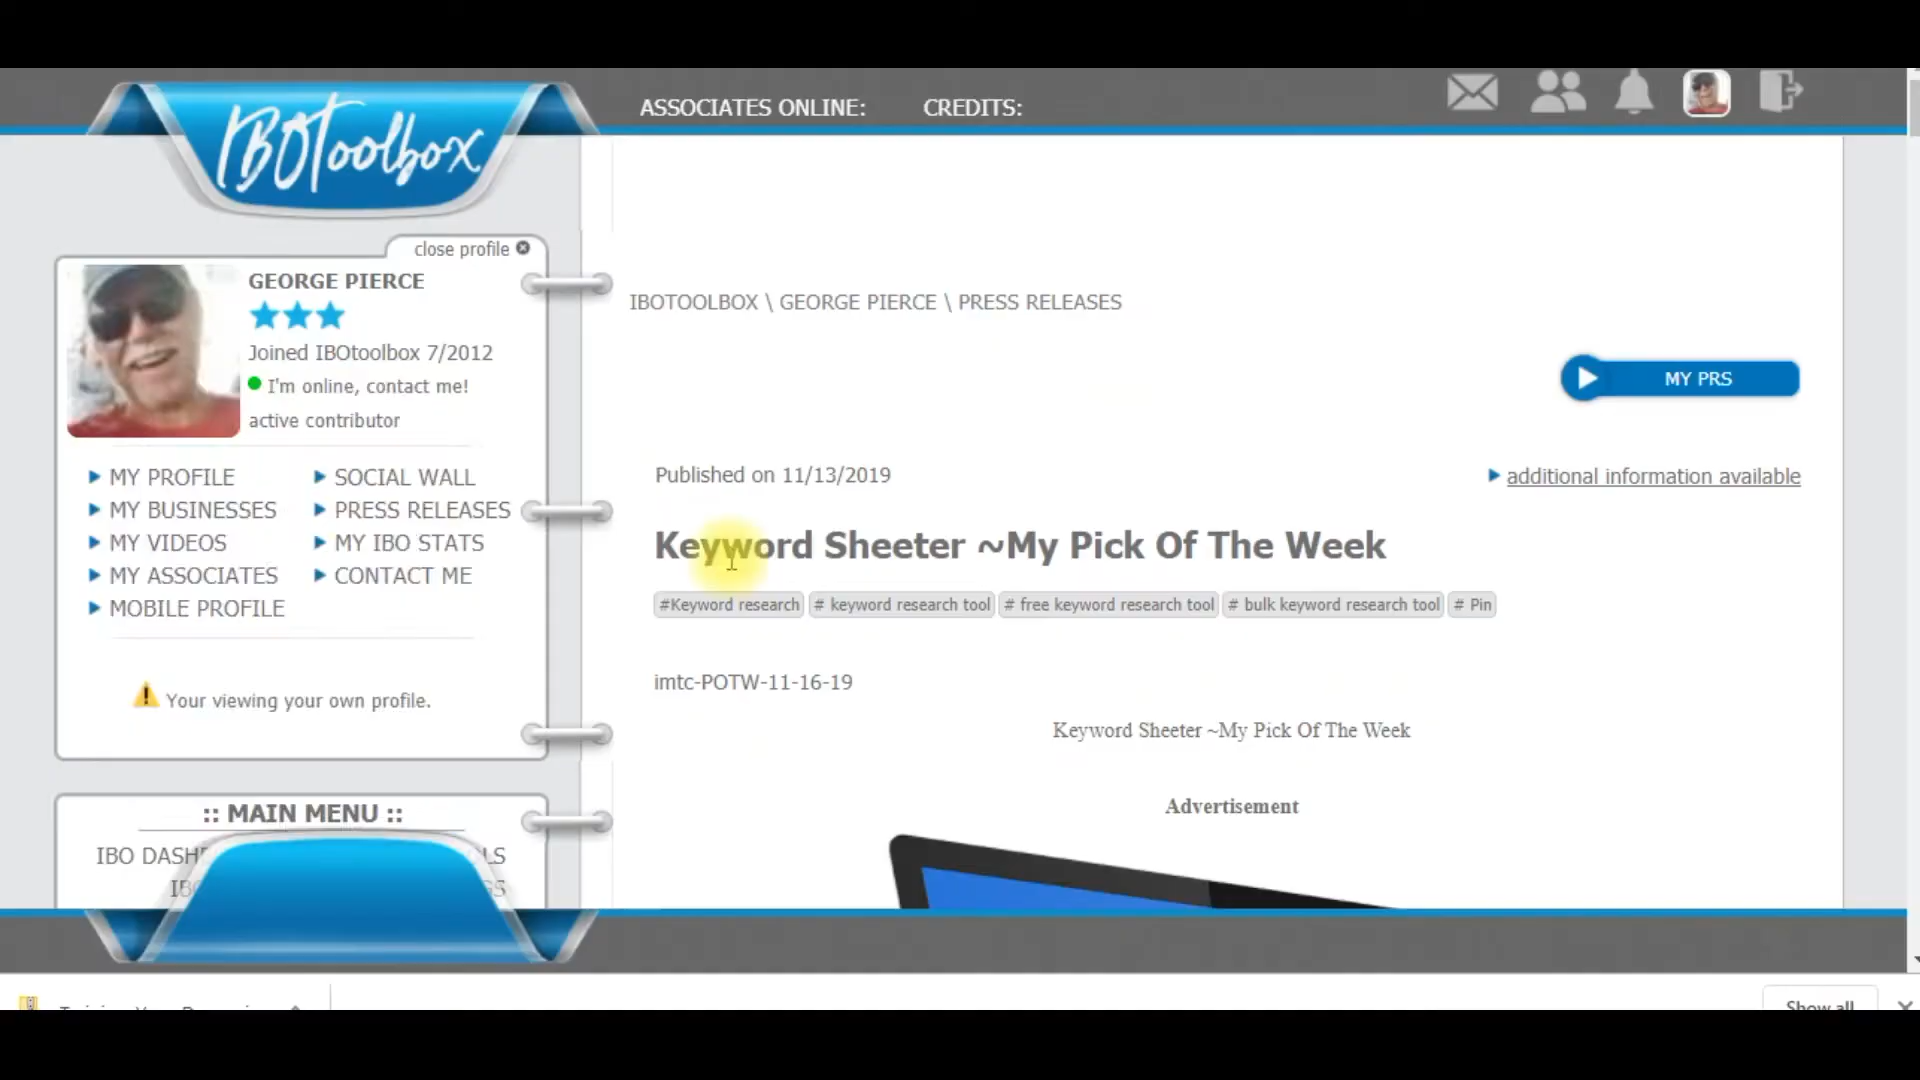 IBOToolbox
ASSOCIATES ONLINE:
CREDITS:
close profile
GEORGE PIERCE
Joined IBOtoolbox 7/2012
I'm online, contact me!
active contributor
MY PROFILE
SOCIAL WALL
MY BUSINESSES
PRESS RELEASES
MY VIDEOS
MY IBO STATS
MY ASSOCIATES
CONTACT ME
MOBILE PROFILE
Your viewing your own profile.
:: MAIN MENU ::
IBO
IBOTOOLBOX \ GEORGE PIERCE \ PRESS RELEASES
MY PRS
Published on 11/13/2019
additional information available
Keyword Sheeter ~My Pick Of The Week
#Keyword research
# keyword research tool
# free keyword research tool
# bulk keyword research tool
# Pin
imtc-POTW-11-16-19
Keyword Sheeter ~My Pick Of The Week
Advertisement
Show all